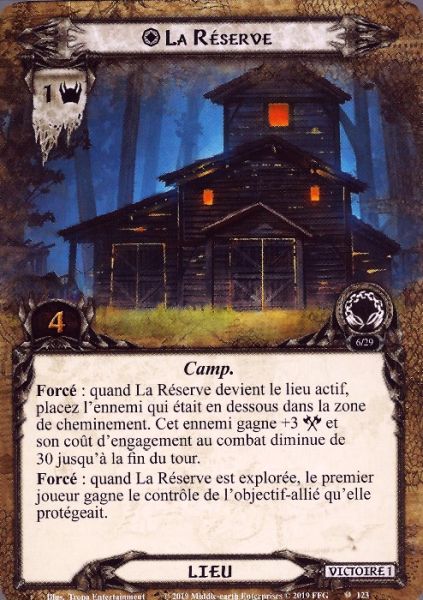 La Réserve
1
4
6/29
Camp.
Forcé : quand La Réserve devient le lieu actif,
placez l'ennemi qui était en dessous dans la zone
de cheminement. Cet ennemi gagne +3 et
son coût d'engagement au combat diminue de
30 jusqu'à la fin du tour.
Forcé : quand La Réserve est explorée, le premier
joueur gagne le contrôle de l'objectif-allié qu'elle
protégeait.
LIEU
VICTOIRE 1
Illus. Tropa Entertainment © 2019 Middle-earth Enterprises © 2019 FFG 123